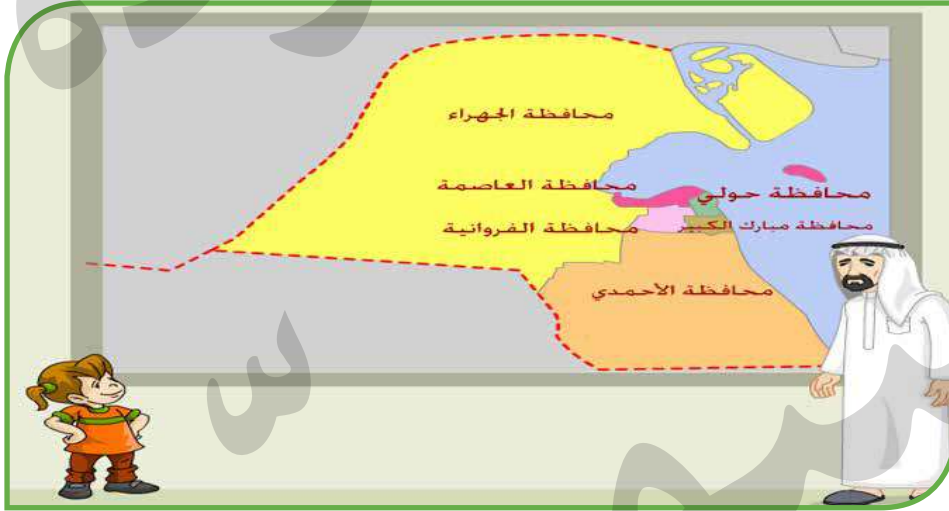 محافظة الجهراء
محافظة العاصمة
محافظة حولي
محافظة الفروانية
محافظة مبارك الكبير
محافظة الأحمدي